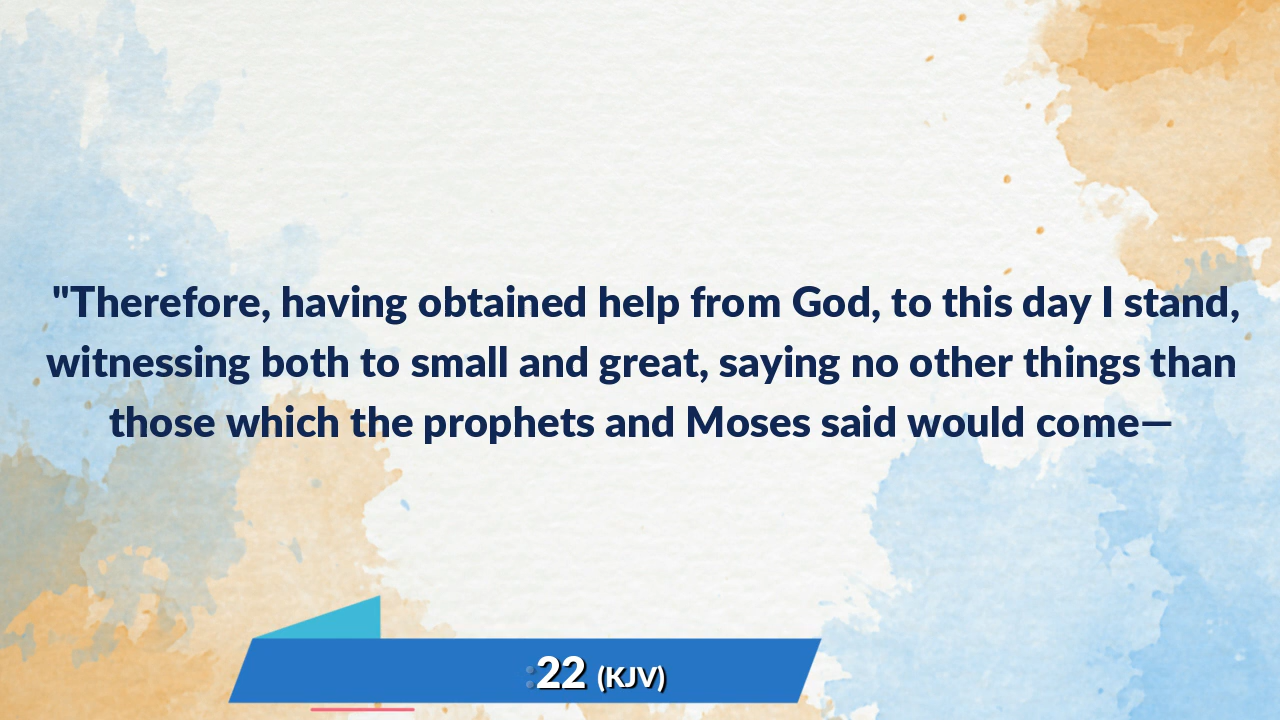 "Therefore, having obtained help from God, to this day I stand,
witnessing both to small and great, saying no other things than
those which the prophets and Moses said would come—
:22 (KJV)